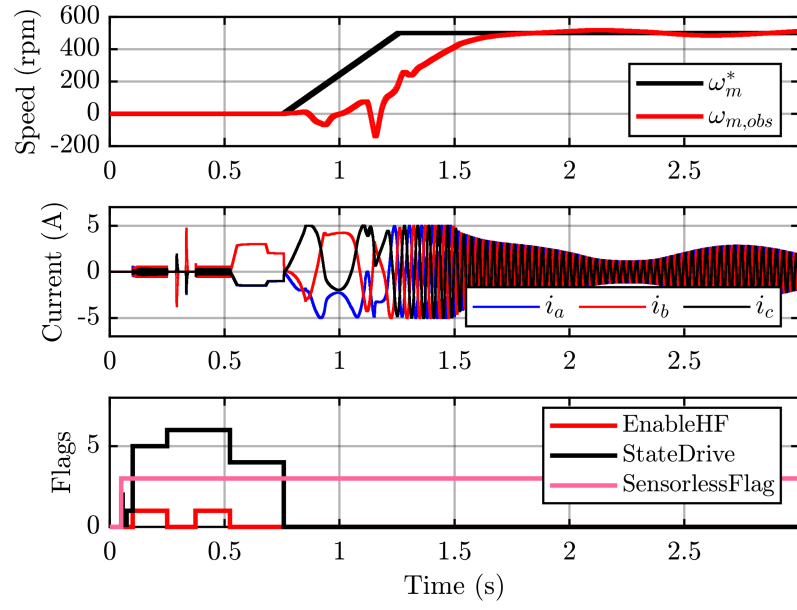 600
400
200
0
-200
Speed (rpm)
ω*m
ωm,obs
0 0.5 1 1.5 2 2.5
5
0
-5
Current (A)
ia ib ic
0 0.5 1 1.5 2 2.5
5
0
Flags
EnableHF
StateDrive
SensorlessFlag
0 0.5 1 1.5 2 2.5
Time (s)